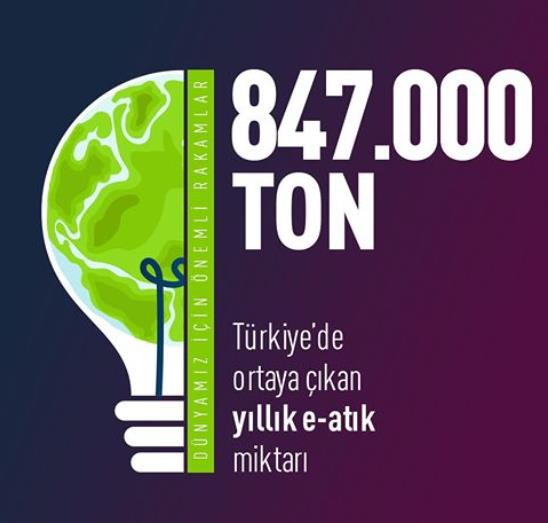 DÜNYAMIZ İÇİN ÖNEMLİ RAKAMLAR
847.000
TON
Türkiye'de
ortaya çıkan
yıllık e-atık
miktarı